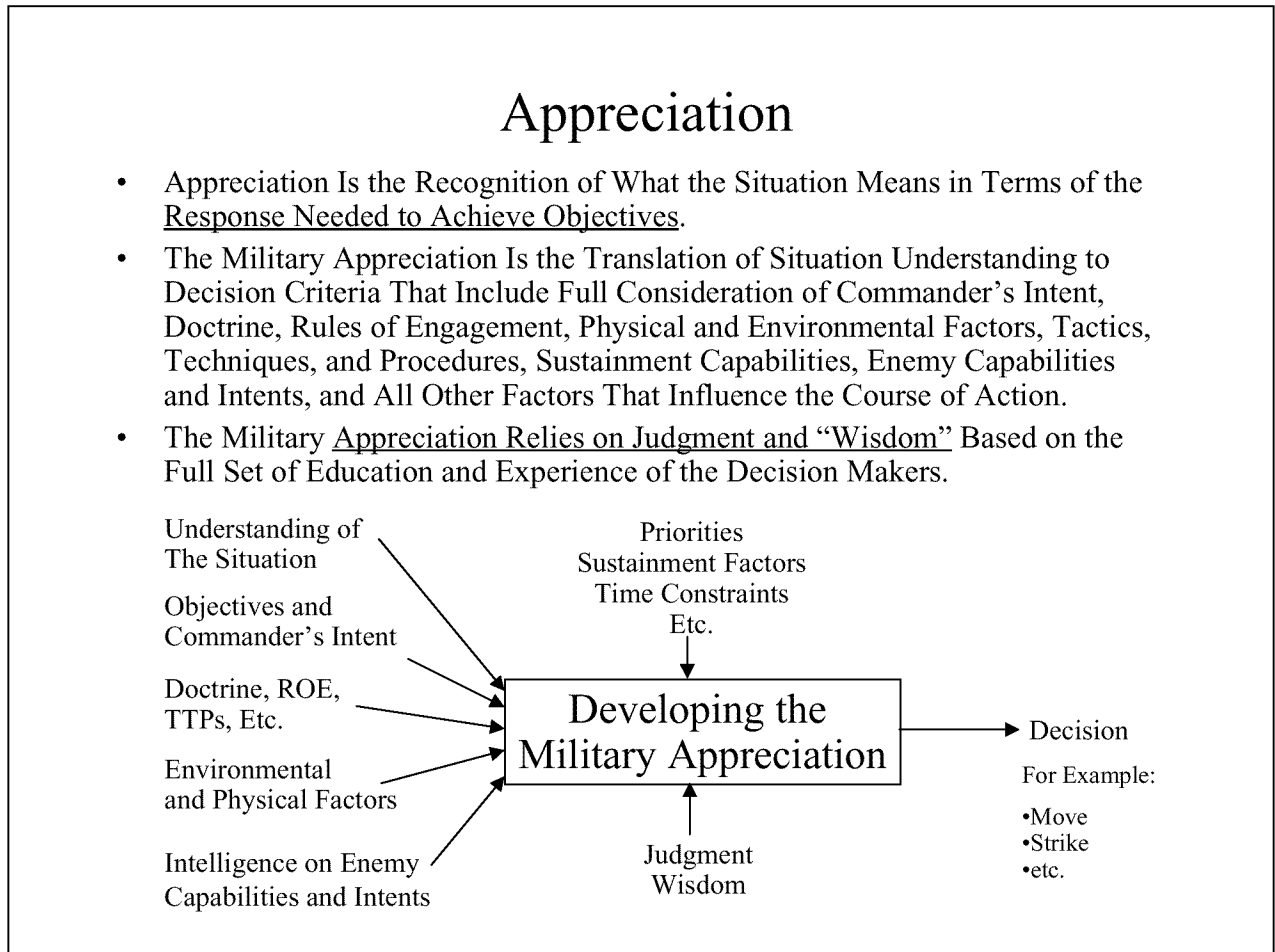 Appreciation
• Appreciation Is the Recognition of What the Situation Means in Terms of the
Response Needed to Achieve Objectives.
• The Military Appreciation Is the Translation of Situation Understanding to
Decision Criteria That Include Full Consideration of Commander’s Intent,
Doctrine, Rules of Engagement, Physical and Environmental Factors, Tactics,
Techniques, and Procedures, Sustainment Capabilities, Enemy Capabilities
and Intents, and All Other Factors That Influence the Course of Action.
• The Military Appreciation Relies on Judgment and “Wisdom” Based on the
Full Set of Education and Experience of the Decision Makers.
Understanding of
The Situation
Objectives and
Commander’s Intent
Doctrine, ROE,
TTPs, Etc.
Environmental
and Physical Factors
Intelligence on Enemy
Capabilities and Intents
Priorities
Sustainment Factors
Time Constraints
Etc.
Developing the
Military Appreciation
Judgment
Wisdom
Decision
For Example:
•Move
•Strike
•etc.